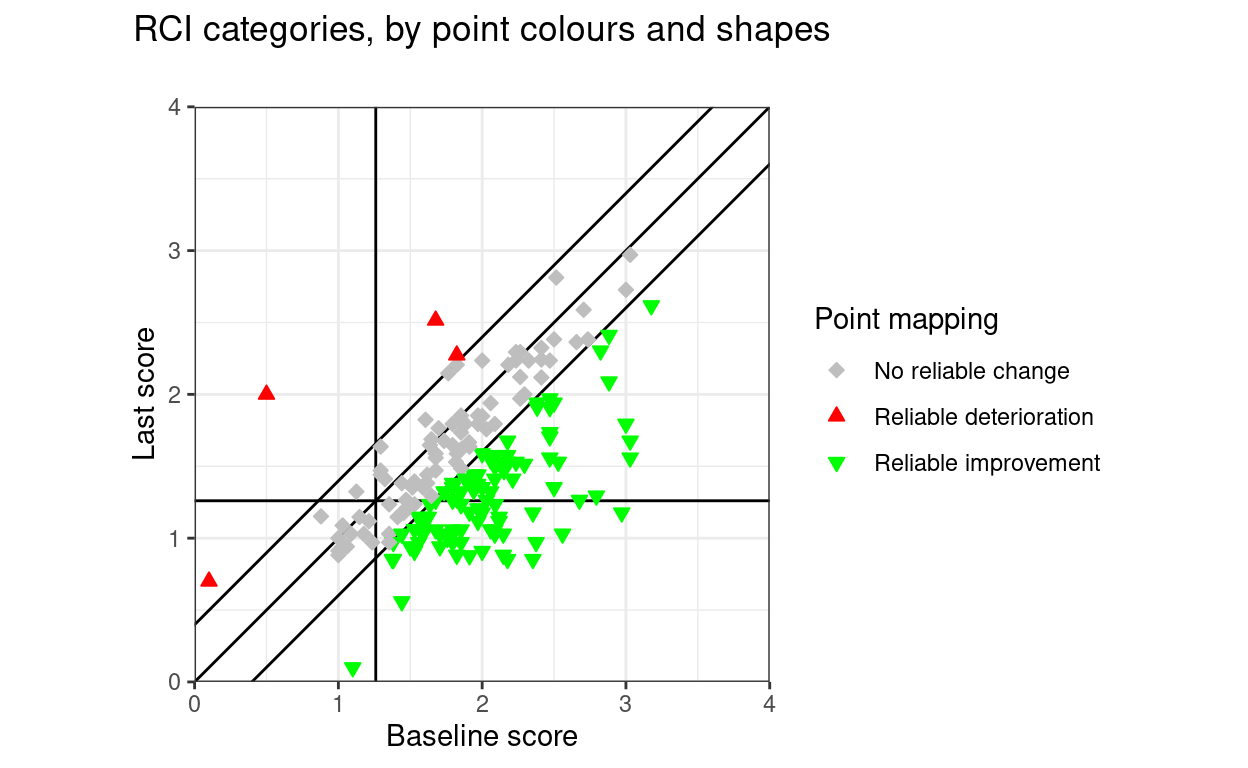 RCI categories, by point colours and shapes
4
3
2
1
0
0 1 2 3 4
Last score
Baseline score
Point mapping
No reliable change
Reliable deterioration
Reliable improvement